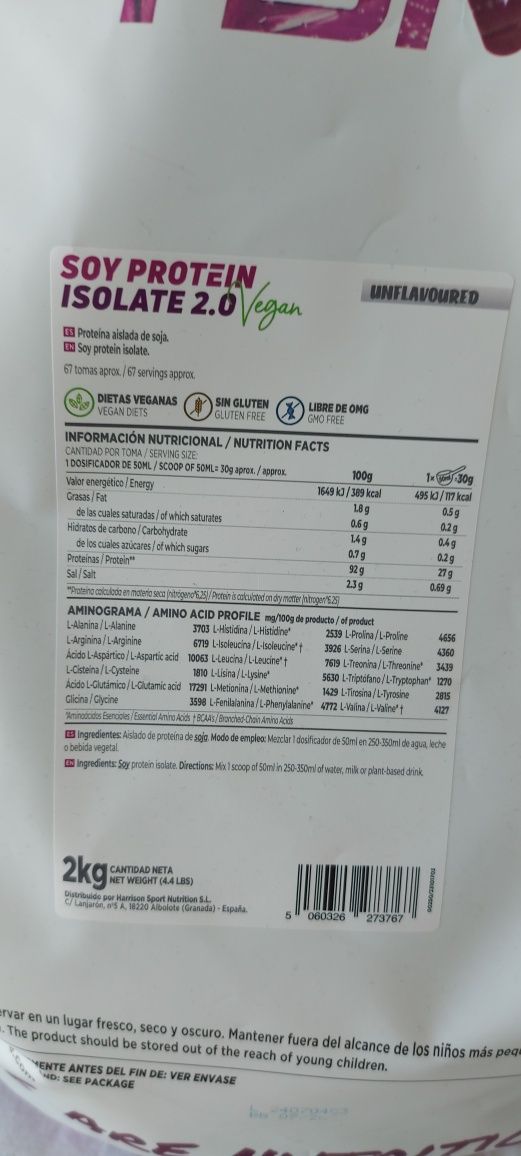 SOY PROTEIN
ISOLATE 2.0 Vegan
UNFLAVOURED
ES Proteína aislada de soja.
EN Soy protein isolate.
67 tomas aprox. / 67 servings approx.
DIETAS VEGANAS
VEGAN DIETS
SIN GLUTEN
GLUTEN FREE
LIBRE DE OMG
GMO FREE
INFORMACIÓN NUTRICIONAL / NUTRITION FACTS
CANTIDAD POR TOMA / SERVING SIZE:
1 DOSIFICADOR DE 50ML / SCOOP OF 50ML= 30g aprox. / approx. 100g 1x 50ml =30g
Valor energético / Energy 1649 kJ / 389 kcal 495 kJ / 117 kcal
Grasas / Fat 1.8 g 0.5 g
de las cuales saturadas / of which saturates 0.6 g 0.2 g
Hidratos de carbono / Carbohydrate 1.4 g 0.4 g
de los cuales azúcares / of which sugars 0.7 g 0.2 g
Proteínas / Protein** 92 g 27 g
Sal / Salt 2.3 g 0.69 g
**Proteína calculada en materia seca (nitrógeno*6,25) / Protein is calculated on dry matter (nitrogen*6.25)
AMINOGRAMA / AMINO ACID PROFILE mg/100g de producto / of product
L-Alanina / L-Alanine 3703 L-Histidina / L-Histidine* 2539 L-Prolina / L-Proline 4656
L-Arginina / L-Arginine 6719 L-Isoleucina / L-Isoleucine* † 3926 L-Serina / L-Serine 4360
Ácido L-Aspártico / L-Aspartic acid 10063 L-Leucina / L-Leucine* † 7619 L-Treonina / L-Threonine* 3439
L-Cisteína / L-Cysteine 1810 L-Lisina / L-Lysine* 5630 L-Triptófano / L-Tryptophan* 1270
Ácido L-Glutámico / L-Glutamic acid 17291 L-Metionina / L-Methionine* 1429 L-Tirosina / L-Tyrosine 2815
Glicina / Glycine 3598 L-Fenilalanina / L-Phenylalanine* 4772 L-Valina / L-Valine* † 4127
*Aminoácidos Esenciales / Essential Amino Acids † BCAA's / Branched-Chain Amino Acids
ES Ingredientes: Aislado de proteína de soja. Modo de empleo: Mezclar 1 dosificador de 50ml en 250-350ml de agua, leche
o bebida vegetal.
EN Ingredients: Soy protein isolate. Directions: Mix 1 scoop of 50ml in 250-350ml of water, milk or plant-based drink.
2kg CANTIDAD NETA
NET WEIGHT (4.4 LBS)
Distribuido por Harrison Sport Nutrition S.L.
C/ Lanjarón, nº5 A, 18220 Albolote (Granada) - España.
5 060326 273767
ervar en un lugar fresco, seco y oscuro. Mantener fuera del alcance de los niños más pequ
. The product should be stored out of the reach of young children.
MENTE ANTES DEL FIN DE: VER ENVASE
ND: SEE PACKAGE